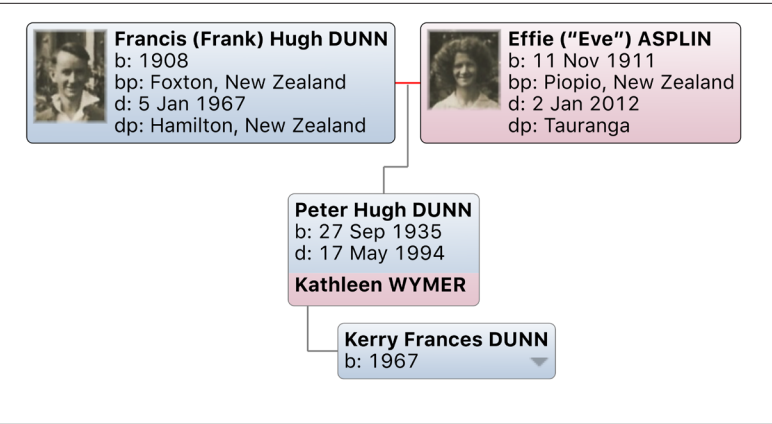 Francis (Frank) Hugh DUNN
b: 1908
bp: Foxton, New Zealand
d: 5 Jan 1967
dp: Hamilton, New Zealand
Effie (“Eve”) ASPLIN
b: 11 Nov 1911
bp: Piopio, New Zealand
d: 2 Jan 2012
dp: Tauranga
Peter Hugh DUNN
b: 27 Sep 1935
d: 17 May 1994
Kathleen WYMER
Kerry Frances DUNN
b: 1967